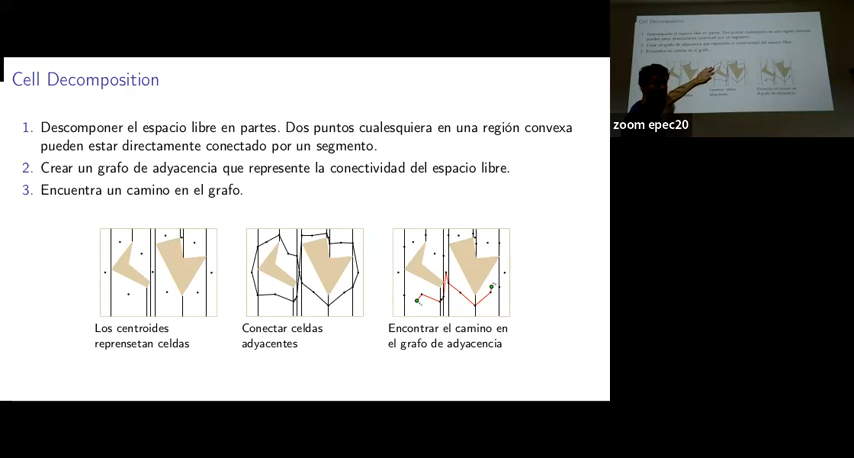 Cell Decomposition
1. Descomponer el espacio libre en partes. Dos puntos cualesquiera en una región convexa
pueden estar directamente conectado por un segmento.
2. Crear un grafo de adyacencia que represente la conectividad del espacio libre.
3. Encuentra un camino en el grafo.
Los centroides
reprensetan celdas
Conectar celdas
adyacentes
Encontrar el camino en
el grafo de adyacencia
zoom epec20